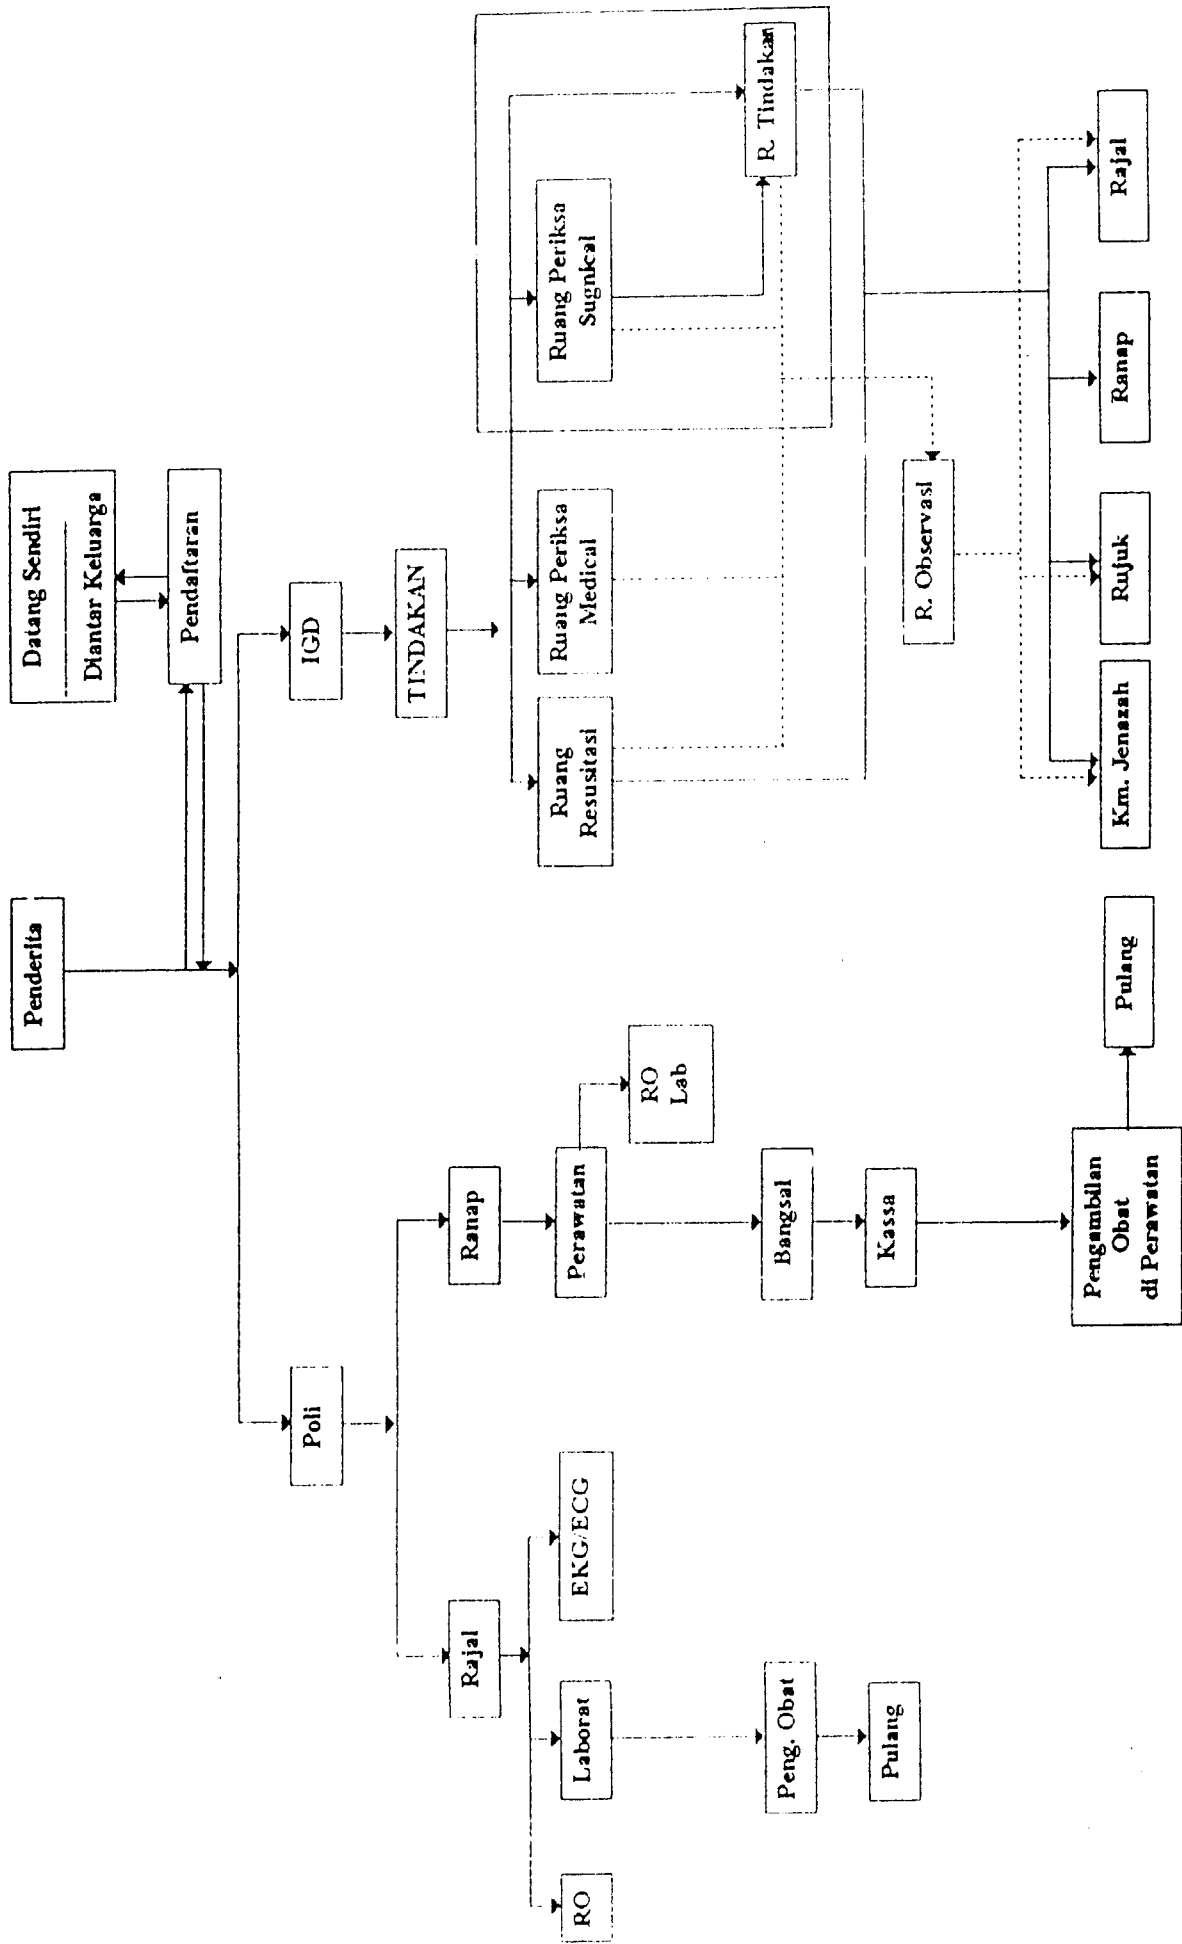 Penderita
Datang Sendiri
Diantar Keluarga
Pendaftaran
Poli
IGD
TINDAKAN
Rajal
Ranap
RO
Laborat
EKG/ECG
Perawatan
RO
Lab
Ruang
Resusitasi
Ruang Periksa
Medical
Ruang Periksa
Sugnical
R. Tindakan
Peng. Obat
Pulang
Bangsal
Kassa
R. Observasi
Pengambilan
Obat
di Perawatan
Pulang
Km. Jenazah
Rujuk
Ranap
Rajal